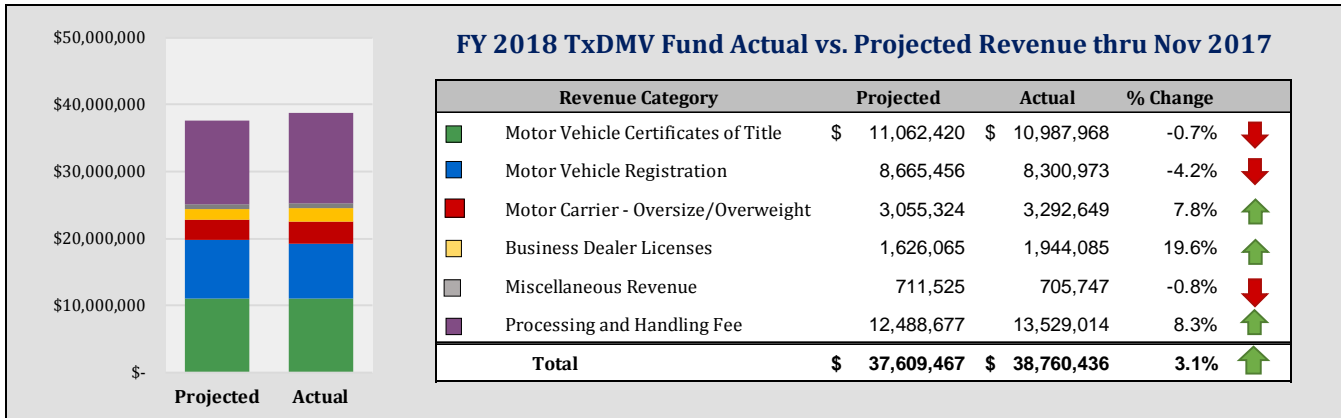 $50,000,000
$40,000,000
$30,000,000
$20,000,000
$10,000,000
$-
Projected Actual
FY 2018 TxDMV Fund Actual vs. Projected Revenue thru Nov 2017
Revenue Category Projected Actual % Change
Motor Vehicle Certificates of Title $ 11,062,420 $ 10,987,968 -0.7%
Motor Vehicle Registration 8,665,456 8,300,973 -4.2%
Motor Carrier - Oversize/Overweight 3,055,324 3,292,649 7.8%
Business Dealer Licenses 1,626,065 1,944,085 19.6%
Miscellaneous Revenue 711,525 705,747 -0.8%
Processing and Handling Fee 12,488,677 13,529,014 8.3%
Total $ 37,609,467 $ 38,760,436 3.1%